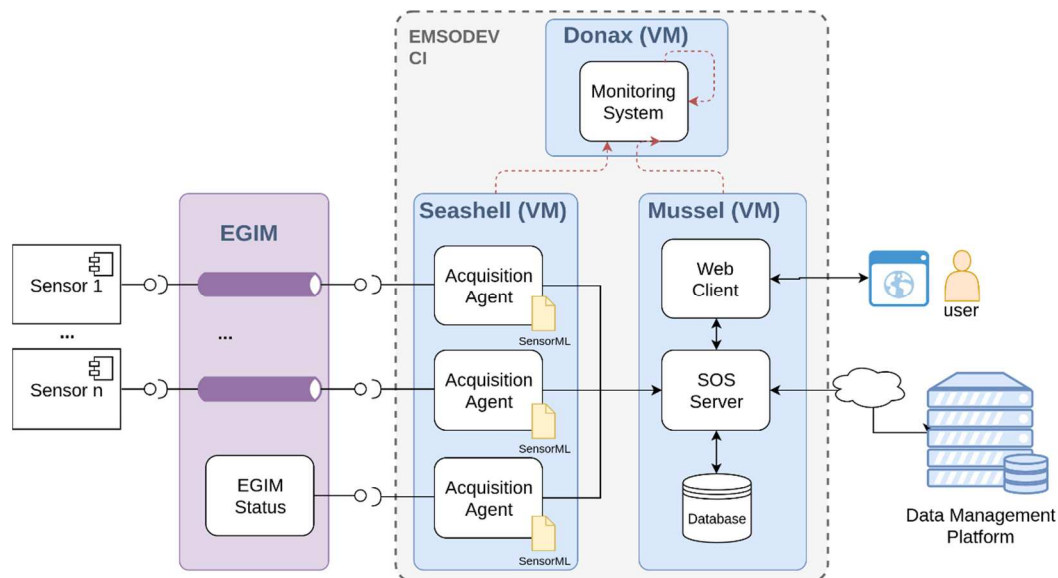 EMSODEV
CI
Donax (VM)
Monitoring
System
EGIM
Seashell (VM)
Mussel (VM)
Sensor 1
...
Sensor n
...
EGIM
Status
Acquisition
Agent
SensorML
Acquisition
Agent
SensorML
Acquisition
Agent
SensorML
Web
Client
SOS
Server
Database
user
Data Management
Platform